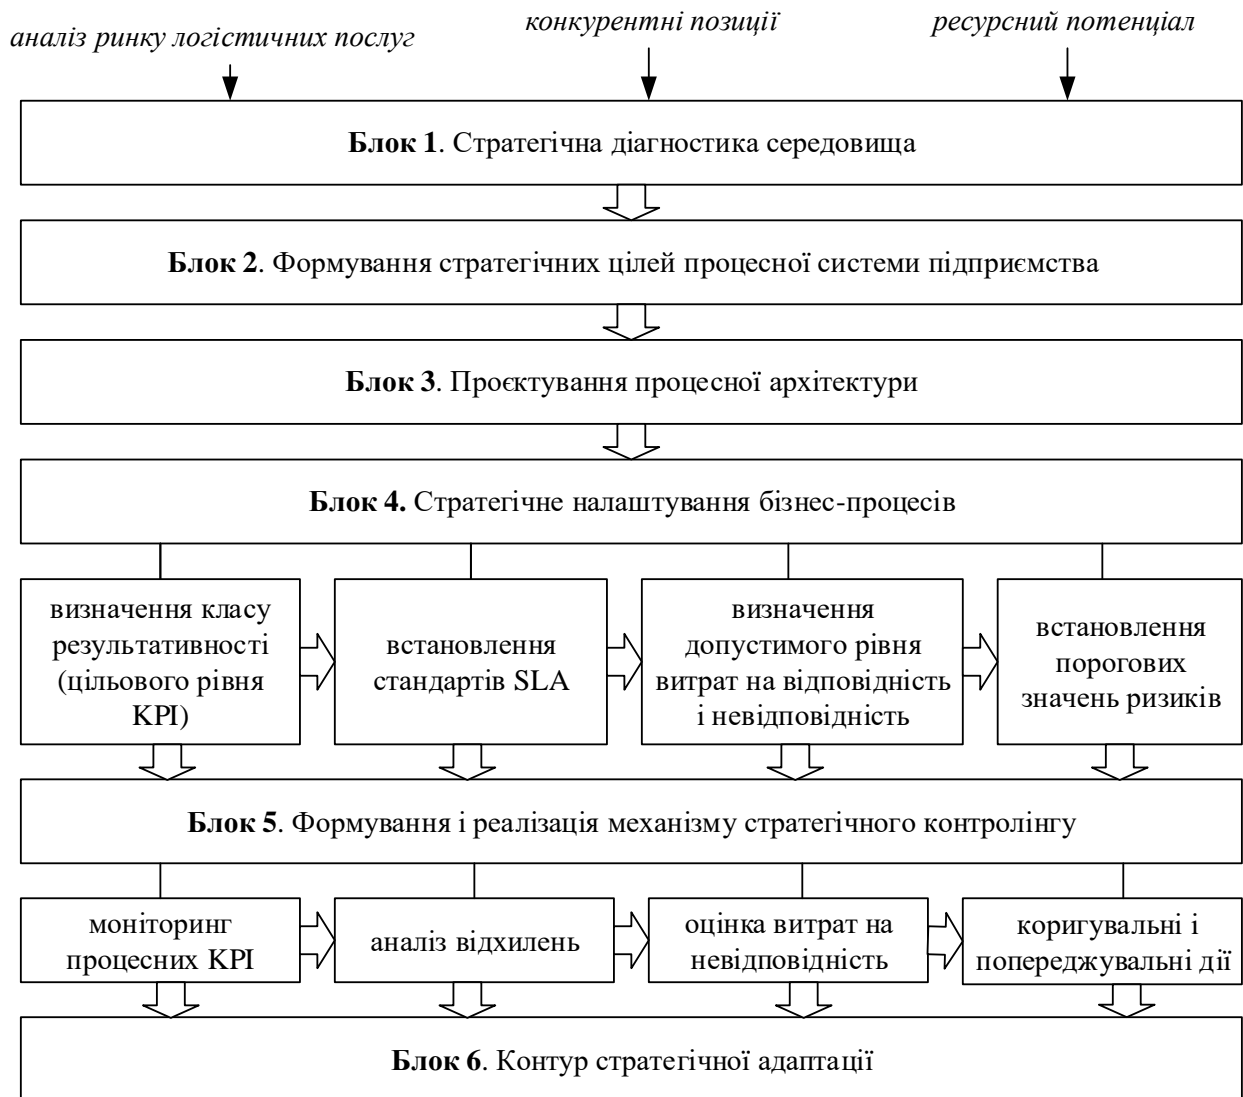 аналіз ринку логістичних послуг
конкурентні позиції
ресурсний потенціал
Блок 1. Стратегічна діагностика середовища
Блок 2. Формування стратегічних цілей процесної системи підприємства
Блок 3. Проєктування процесної архітектури
Блок 4. Стратегічне налаштування бізнес-процесів
визначення класу
результативності
(цільового рівня
KPI)
встановлення
стандартів SLA
визначення
допустимого рівня
витрат на відповідність
і невідповідність
встановлення
порогових
значень ризиків
Блок 5. Формування і реалізація механізму стратегічного контролінгу
моніторинг
процесних KPI
аналіз відхилень
оцінка витрат на
невідповідність
коригувальні і
попереджувальні дії
Блок 6. Контур стратегічної адаптації